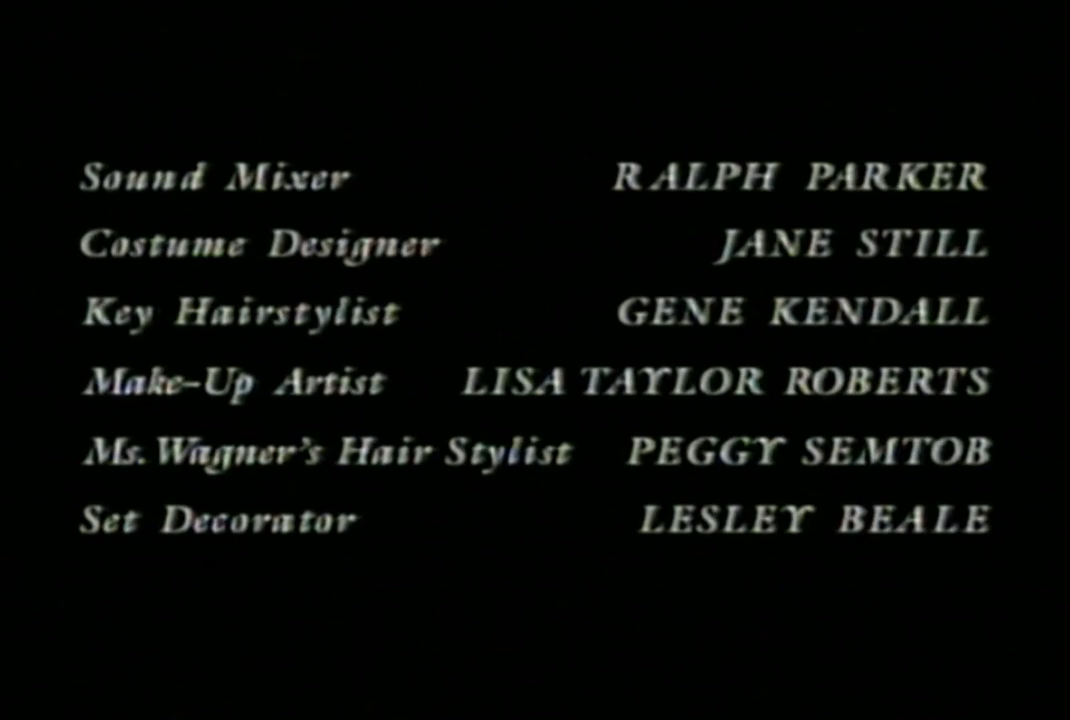 Sound Mixer RALPH PARKER
Costume Designer JANE STILL
Key Hairstylist GENE KENDALL
Make-Up Artist LISA TAYLOR ROBERTS
Ms. Wagner's Hair Stylist PEGGY SEMTOB
Set Decorator LESLEY BEALE